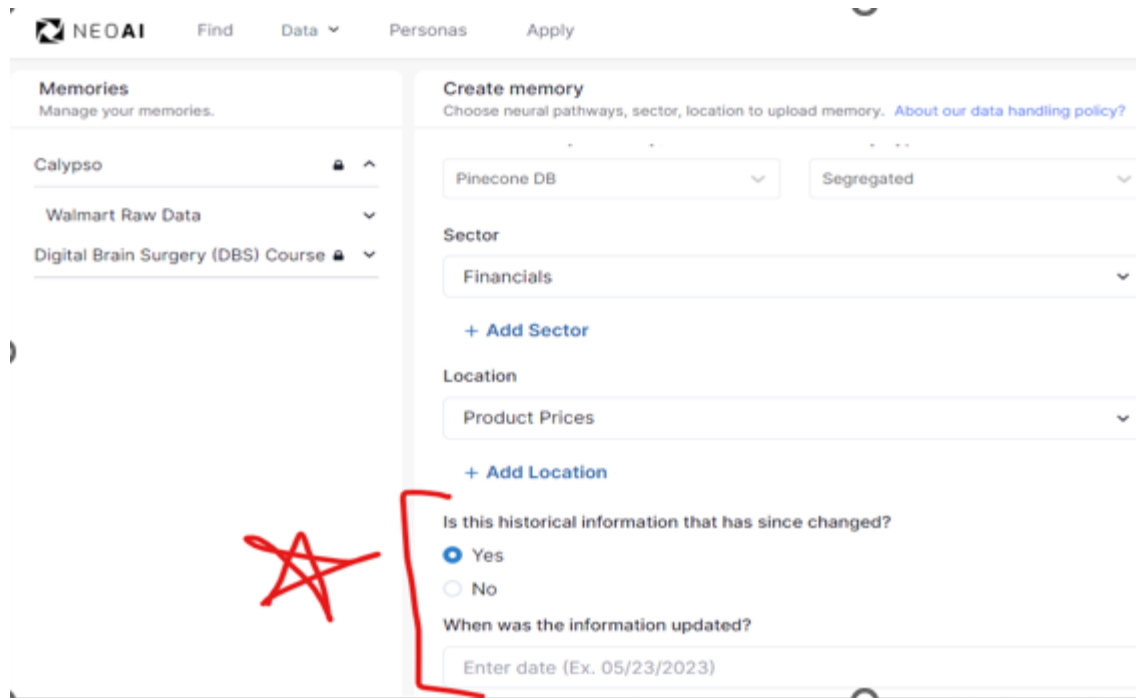 NEOAI Find Data Personas Apply
Memories
Manage your memories.
Calypso
Walmart Raw Data
Digital Brain Surgery (DBS) Course
Create memory
Choose neural pathways, sector, location to upload memory. About our data handling policy?
Pinecone DB Segregated
Sector
Financials
+ Add Sector
Location
Product Prices
+ Add Location
Is this historical information that has since changed?
Yes
No
When was the information updated?
Enter date (Ex. 05/23/2023)